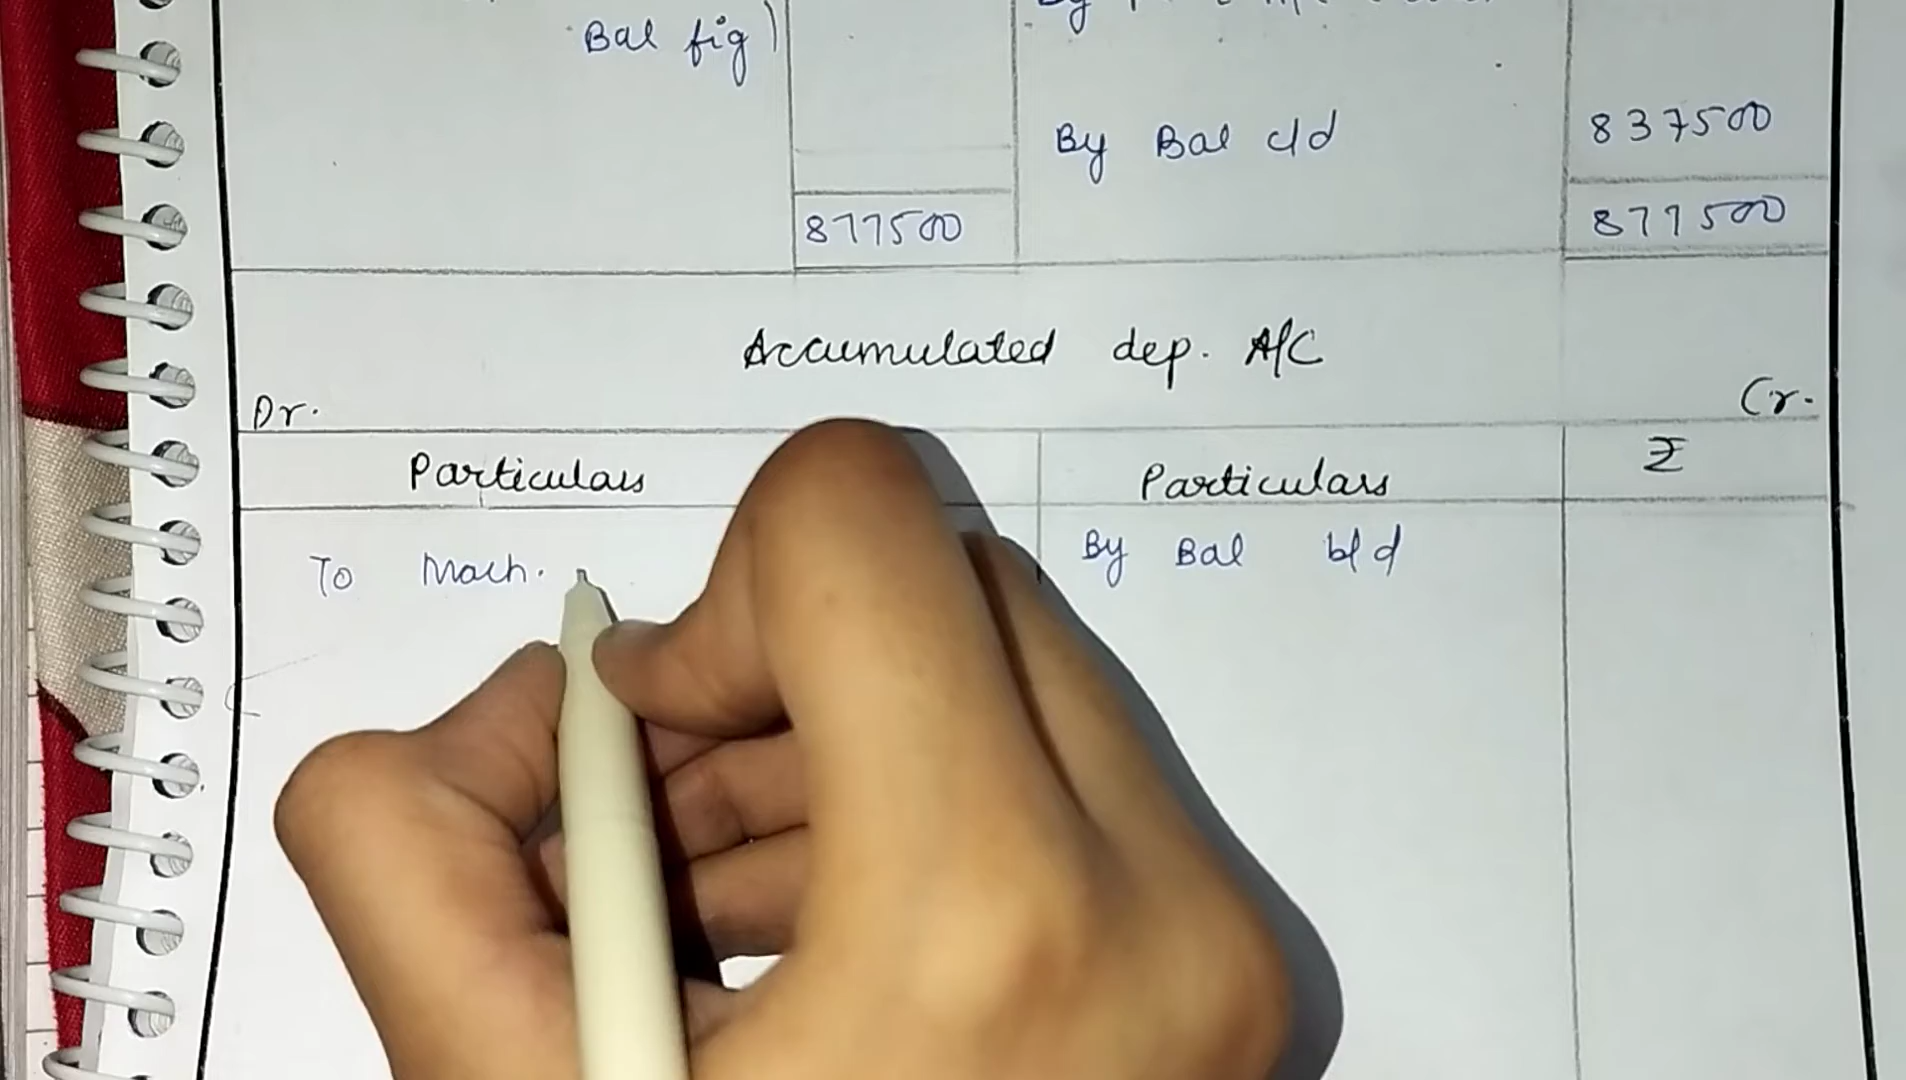 Bal fig)
By Bal c/d 837500
877500 877500
Accumulated dep. A/C
Dr. Cr.
Particulars Particulars ₹
To Mach. By Bal b/d